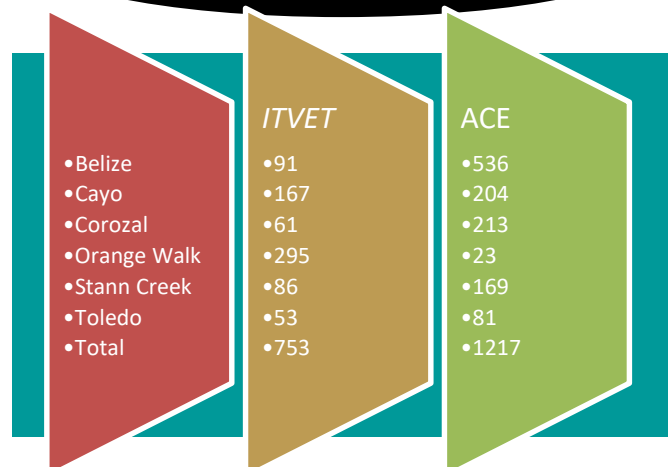 •Belize
•Cayo
•Corozal
•Orange Walk
•Stann Creek
•Toledo
•Total
ITVET
•91
•167
•61
•295
•86
•53
•753
ACE
•536
•204
•213
•23
•169
•81
•1217